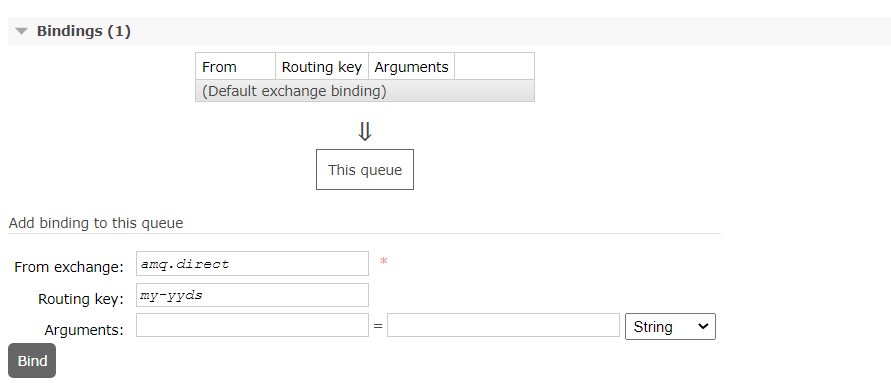 Bindings (1)
From Routing key Arguments
(Default exchange binding)
⇓
This queue
Add binding to this queue
From exchange: amq.direct *
Routing key: my-yyds
Arguments: = String
Bind